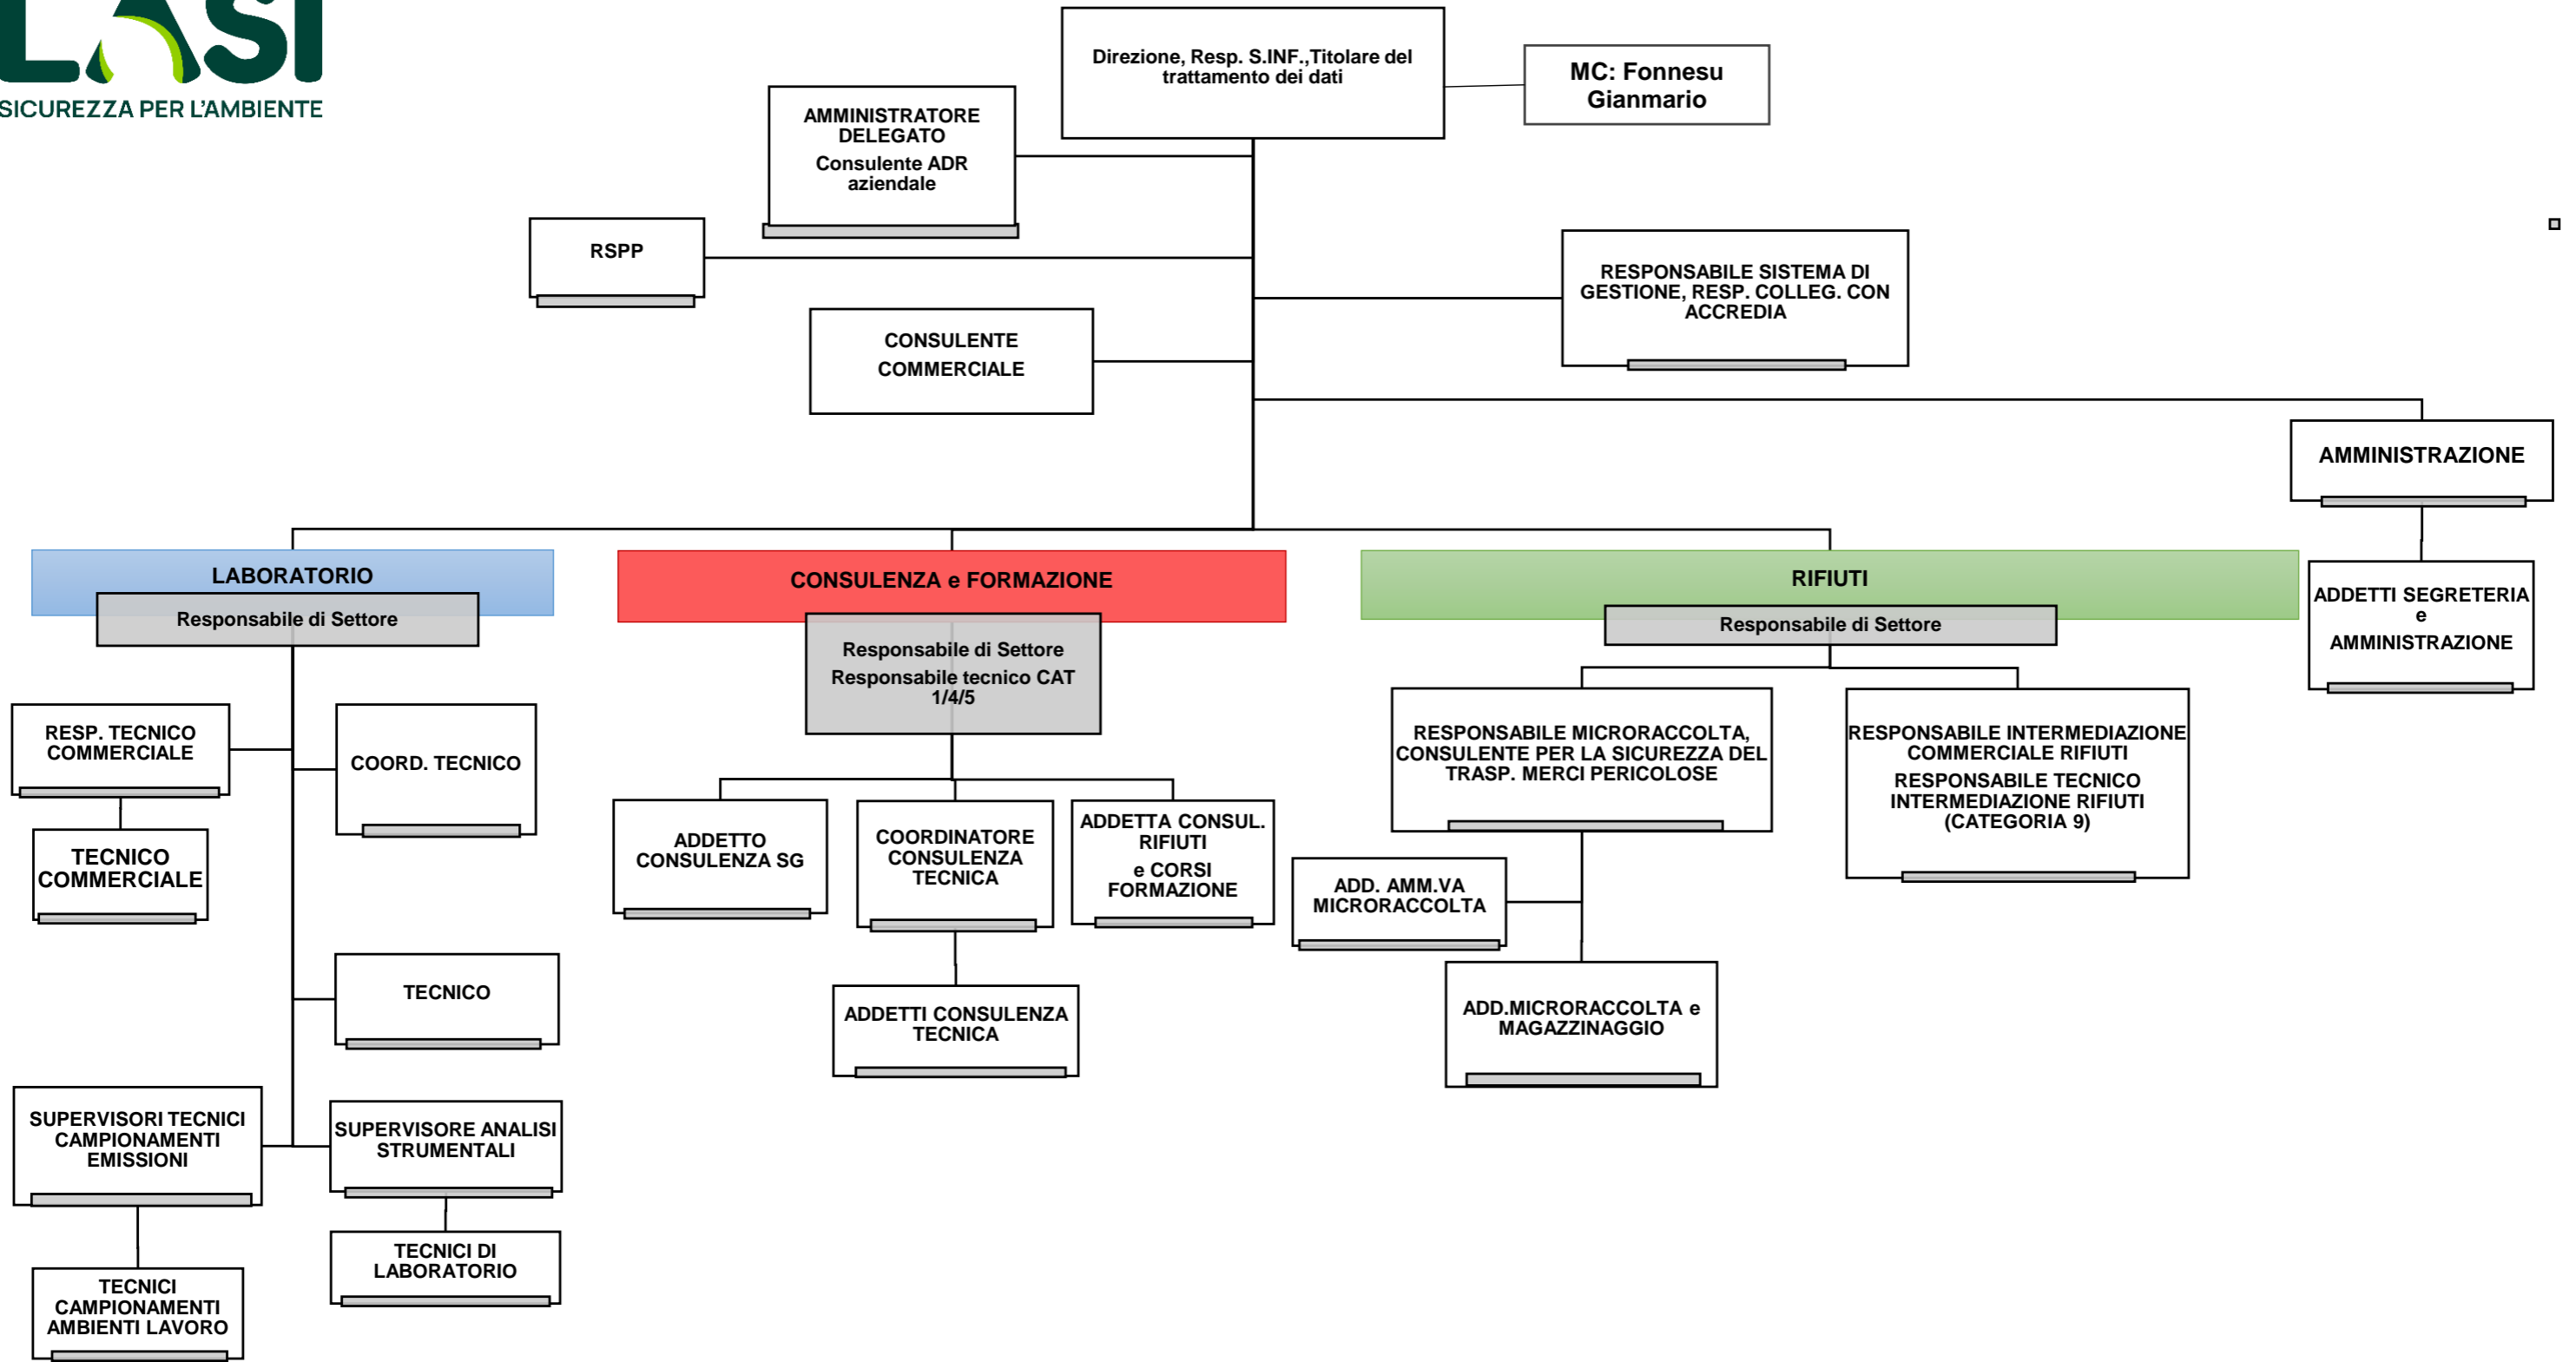 LASI
SICUREZZA PER L'AMBIENTE
Direzione, Resp. S.INF.,Titolare del
trattamento dei dati
MC: Fonnesu
Gianmario
AMMINISTRATORE
DELEGATO
Consulente ADR
aziendale
RSPP
RESPONSABILE SISTEMA DI
GESTIONE, RESP. COLLEG. CON
ACCREDIA
CONSULENTE
COMMERCIALE
AMMINISTRAZIONE
ADDETTI SEGRETERIA
e
AMMINISTRAZIONE
LABORATORIO
Responsabile di Settore
RESP. TECNICO
COMMERCIALE
TECNICO
COMMERCIALE
COORD. TECNICO
TECNICO
SUPERVISORI TECNICI
CAMPIONAMENTI
EMISSIONI
TECNICI
CAMPIONAMENTI
AMBIENTI LAVORO
SUPERVISORE ANALISI
STRUMENTALI
TECNICI DI
LABORATORIO
CONSULENZA e FORMAZIONE
Responsabile di Settore
Responsabile tecnico CAT
1/4/5
ADDETTO
CONSULENZA SG
COORDINATORE
CONSULENZA
TECNICA
ADDETTI CONSULENZA
TECNICA
ADDETTA CONSUL.
RIFIUTI
e CORSI
FORMAZIONE
RIFIUTI
Responsabile di Settore
RESPONSABILE MICRORACCOLTA,
CONSULENTE PER LA SICUREZZA DEL
TRASP. MERCI PERICOLOSE
ADD. AMM.VA
MICRORACCOLTA
ADD.MICRORACCOLTA e
MAGAZZINAGGIO
RESPONSABILE INTERMEDIAZIONE
COMMERCIALE RIFIUTI
RESPONSABILE TECNICO
INTERMEDIAZIONE RIFIUTI
(CATEGORIA 9)